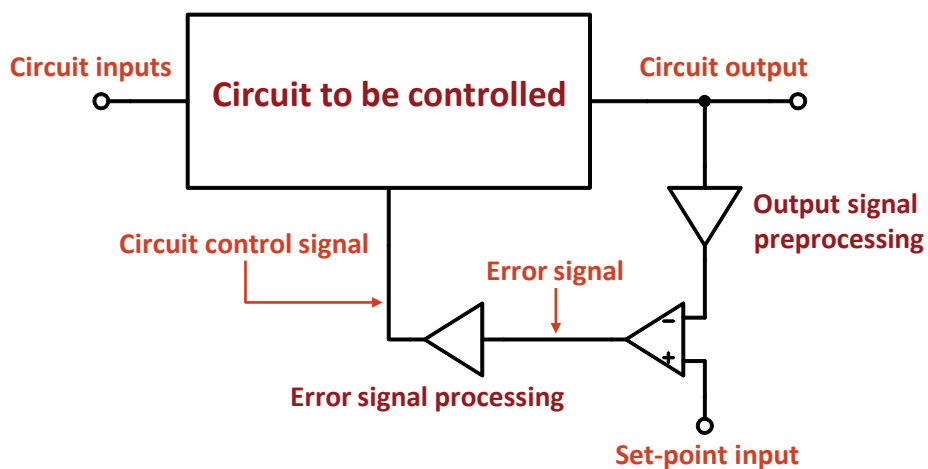 Circuit inputs
Circuit to be controlled
Circuit output
Output signal
preprocessing
Circuit control signal
Error signal
−
+
Error signal processing
Set-point input